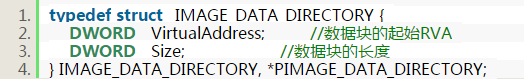 1. typedef struct IMAGE_DATA_DIRECTORY {
2. DWORD VirtualAddress; //数据块的起始RVA
3. DWORD Size; //数据块的长度
4. } IMAGE_DATA_DIRECTORY, *PIMAGE_DATA_DIRECTORY;